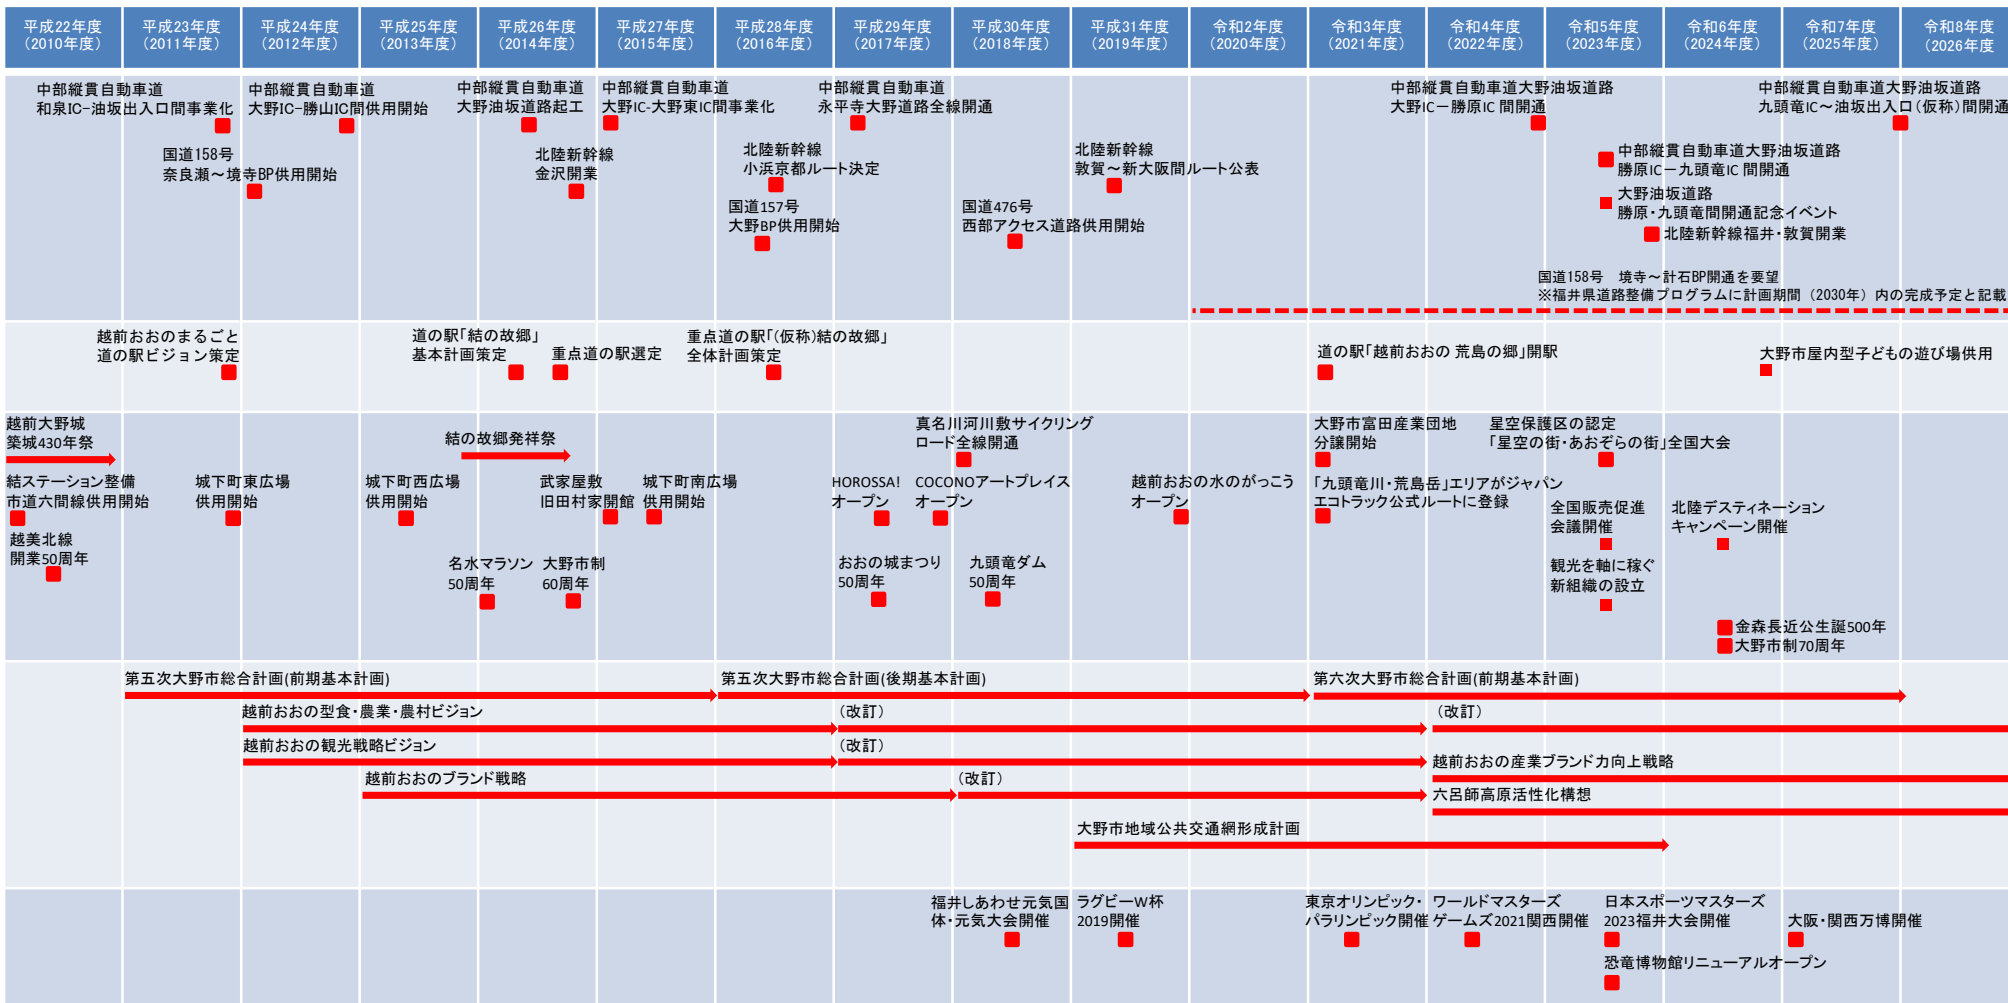 平成22年度
（2010年度）
平成23年度
（2011年度）
平成24年度
（2012年度）
平成25年度
（2013年度）
平成26年度
（2014年度）
平成27年度
（2015年度）
平成28年度
（2016年度）
平成29年度
（2017年度）
平成30年度
（2018年度）
平成31年度
（2019年度）
令和2年度
（2020年度）
令和3年度
（2021年度）
令和4年度
（2022年度）
令和5年度
（2023年度）
令和6年度
（2024年度）
令和7年度
（2025年度）
令和8年度
（2026年度
中部縦貫自動車道
和泉IC-油坂出入口間事業化
中部縦貫自動車道
大野IC-勝山IC間供用開始
中部縦貫自動車道
大野油坂道路起工
中部縦貫自動車道
大野IC-大野東IC間事業化
中部縦貫自動車道
永平寺大野道路全線開通
中部縦貫自動車道大野油坂道路
大野IC－勝原IC間開通
中部縦貫自動車道大野油坂道路
九頭竜IC～油坂出入口（仮称）間開通
国道158号
奈良瀬～境寺BP供用開始
北陸新幹線
金沢開業
北陸新幹線
小浜京都ルート決定
北陸新幹線
敦賀～新大阪間ルート公表
中部縦貫自動車道大野油坂道路
勝原IC－九頭竜IC間開通
国道157号
大野BP供用開始
国道476号
西部アクセス道路供用開始
大野油坂道路
勝原・九頭竜間開通記念イベント
北陸新幹線福井・敦賀開業
国道158号　境寺～計石BP開通を要望
※福井県道路整備プログラムに計画期間（2030年）内の完成予定と記載
越前おおのまるごと
道の駅ビジョン策定
道の駅「結の故郷」
基本計画策定
重点道の駅選定
重点道の駅「（仮称）結の故郷」
全体計画策定
道の駅「越前おおの 荒島の郷」開駅
大野市屋内型子どもの遊び場供用
越前大野城
築城430年祭
結の故郷発祥祭
真名川河川敷サイクリング
ロード全線開通
大野市富田産業団地
分譲開始
星空保護区の認定
「星空の街・あおぞらの街」全国大会
結ステーション整備
市道六間線供用開始
城下町東広場
供用開始
城下町西広場
供用開始
武家屋敷
旧田村家開館
城下町南広場
供用開始
HOROSSA!
オープン
COCONOアートプレイス
オープン
越前おおの水のがっこう
オープン
「九頭竜川・荒島岳」エリアがジャパン
エコトラック公式ルートに登録
全国販売促進
会議開催
北陸デスティネーション
キャンペーン開催
越美北線
開業50周年
名水マラソン
50周年
大野市制
60周年
おおの城まつり
50周年
九頭竜ダム
50周年
観光を軸に稼ぐ
新組織の設立
金森長近公生誕500年
大野市制70周年
第五次大野市総合計画(前期基本計画)
第五次大野市総合計画(後期基本計画)
第六次大野市総合計画(前期基本計画)
越前おおの型食・農業・農村ビジョン
（改訂）
（改訂）
越前おおの観光戦略ビジョン
（改訂）
越前おおの産業ブランド力向上戦略
越前おおのブランド戦略
（改訂）
六呂師高原活性化構想
大野市地域公共交通網形成計画
福井しあわせ元気国
体・元気大会開催
ラグビーW杯
2019開催
東京オリンピック・
パラリンピック開催
ワールドマスターズ
ゲームズ2021関西開催
日本スポーツマスターズ
2023福井大会開催
大阪・関西万博開催
恐竜博物館リニューアルオープン